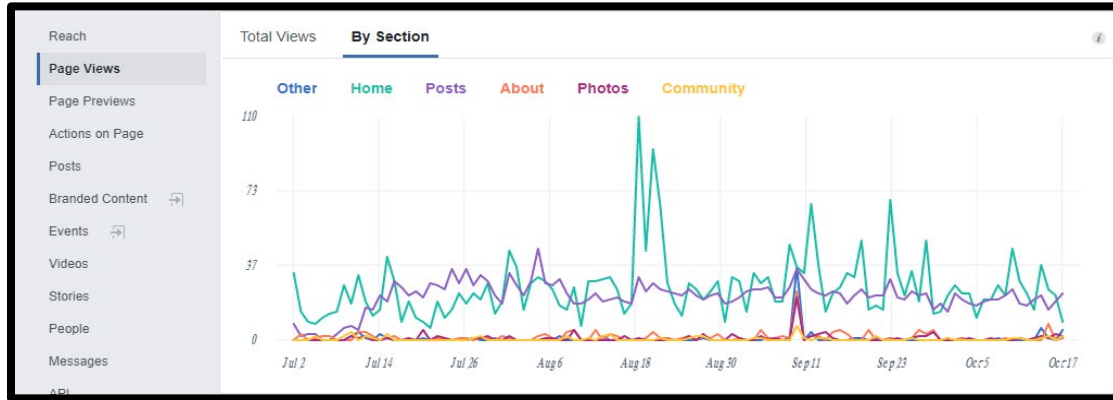 Reach
Page Views
Page Previews
Actions on Page
Posts
Branded Content
Events
Videos
Stories
People
Messages
API
Total Views By Section
i
Other Home Posts About Photos Community
110
73
37
0
Jul 2 Jul 14 Jul 26 Aug 6 Aug 18 Aug 30 Sep 11 Sep 23 Oct 5 Oct 17